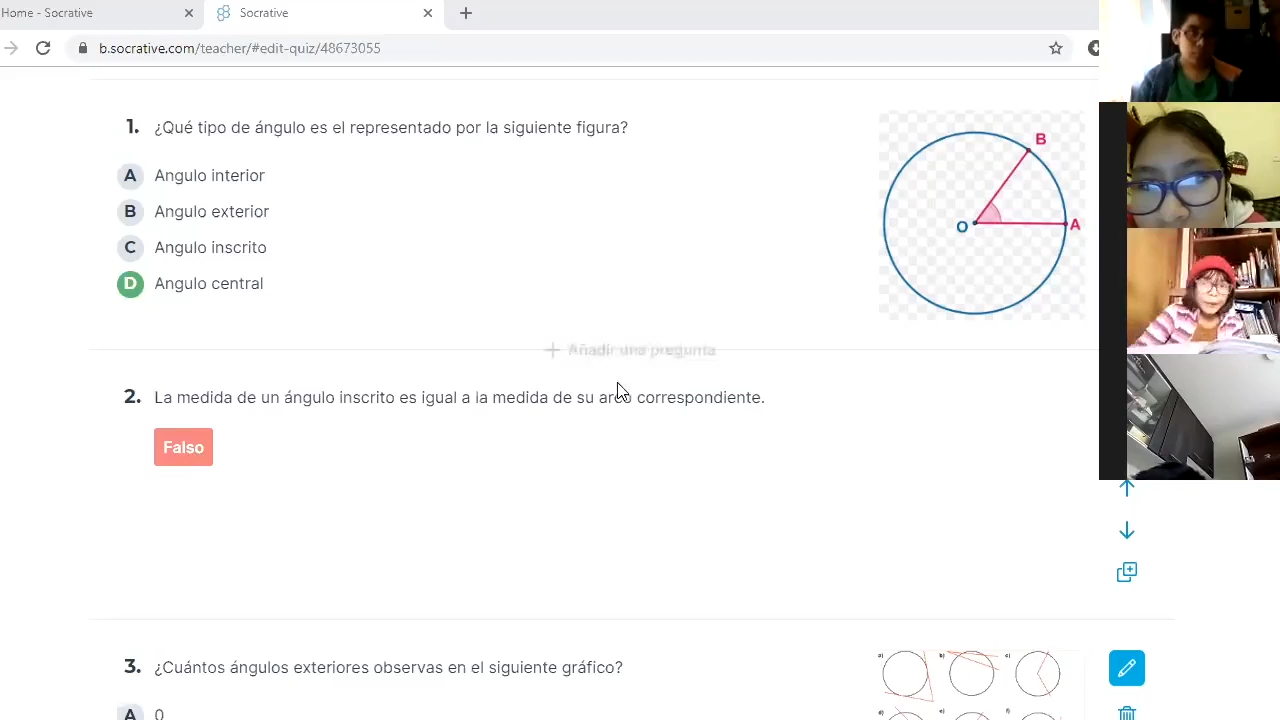 Home - Socrative
Socrative
b.socrative.com/teacher/#edit-quiz/48673055
1. ¿Qué tipo de ángulo es el representado por la siguiente figura?
A Angulo interior
B Angulo exterior
C Angulo inscrito
D Angulo central
B
O
A
+ Añadir una pregunta
2. La medida de un ángulo inscrito es igual a la medida de su arco correspondiente.
Falso
3. ¿Cuántos ángulos exteriores observas en el siguiente gráfico?
a) b) c)
d) e) f)
A 0